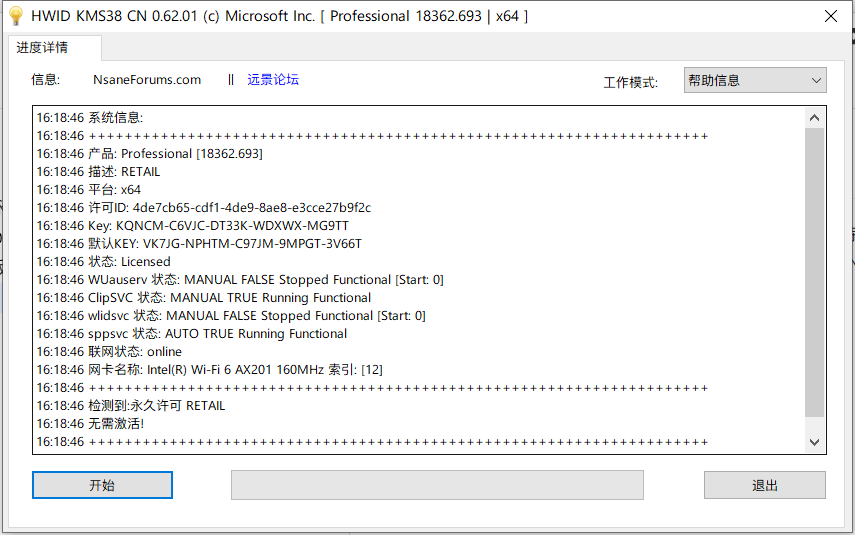 HWID KMS38 CN 0.62.01 (c) Microsoft Inc. [ Professional 18362.693 | x64 ]
进度详情
信息: NsaneForums.com || 远景论坛 工作模式: 帮助信息
16:18:46 系统信息:
16:18:46 ++++++++++++++++++++++++++++++++++++++++++++++++++++++++++++++++++++
16:18:46 产品: Professional [18362.693]
16:18:46 描述: RETAIL
16:18:46 平台: x64
16:18:46 许可ID: 4de7cb65-cdf1-4de9-8ae8-e3cce27b9f2c
16:18:46 Key: KQNCM-C6VJC-DT33K-WDXWX-MG9TT
16:18:46 默认KEY: VK7JG-NPHTM-C97JM-9MPGT-3V66T
16:18:46 状态: Licensed
16:18:46 WUauserv 状态: MANUAL FALSE Stopped Functional [Start: 0]
16:18:46 ClipSVC 状态: MANUAL TRUE Running Functional
16:18:46 wlidsvc 状态: MANUAL FALSE Stopped Functional [Start: 0]
16:18:46 sppsvc 状态: AUTO TRUE Running Functional
16:18:46 联网状态: online
16:18:46 网卡名称: Intel(R) Wi-Fi 6 AX201 160MHz 索引: [12]
16:18:46 ++++++++++++++++++++++++++++++++++++++++++++++++++++++++++++++++++++
16:18:46 检测到:永久许可 RETAIL
16:18:46 无需激活!
16:18:46 ++++++++++++++++++++++++++++++++++++++++++++++++++++++++++++++++++++
开始 退出